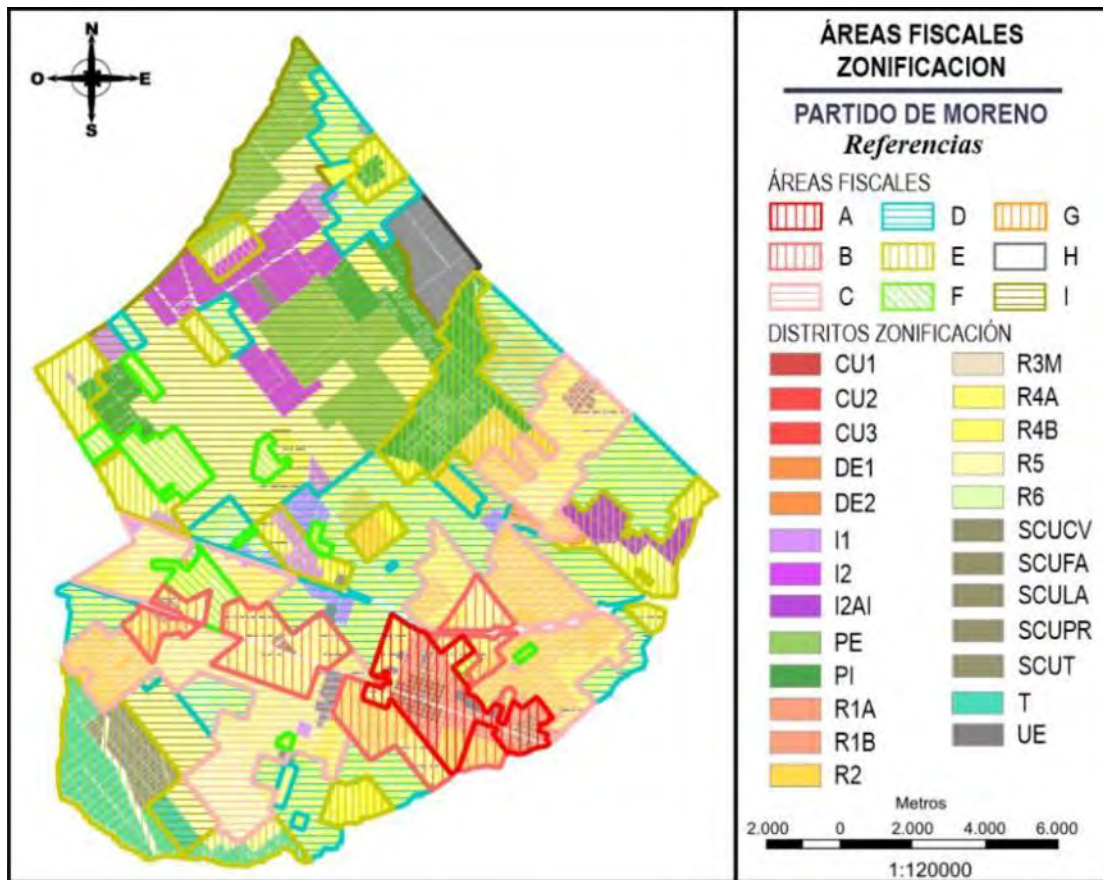 N
O
E
S
ÁREAS FISCALES
ZONIFICACION
PARTIDO DE MORENO
Referencias
ÁREAS FISCALES
A
D
G
B
E
H
C
F
I
DISTRITOS ZONIFICACIÓN
CU1
CU2
CU3
DE1
DE2
I1
I2
I2AI
PE
PI
R1A
R1B
R2
R3M
R4A
R4B
R5
R6
SCUCV
SCUFA
SCULA
SCUPR
SCUT
T
UE
Metros
2.000 0 2.000 4.000 6.000
1:120000